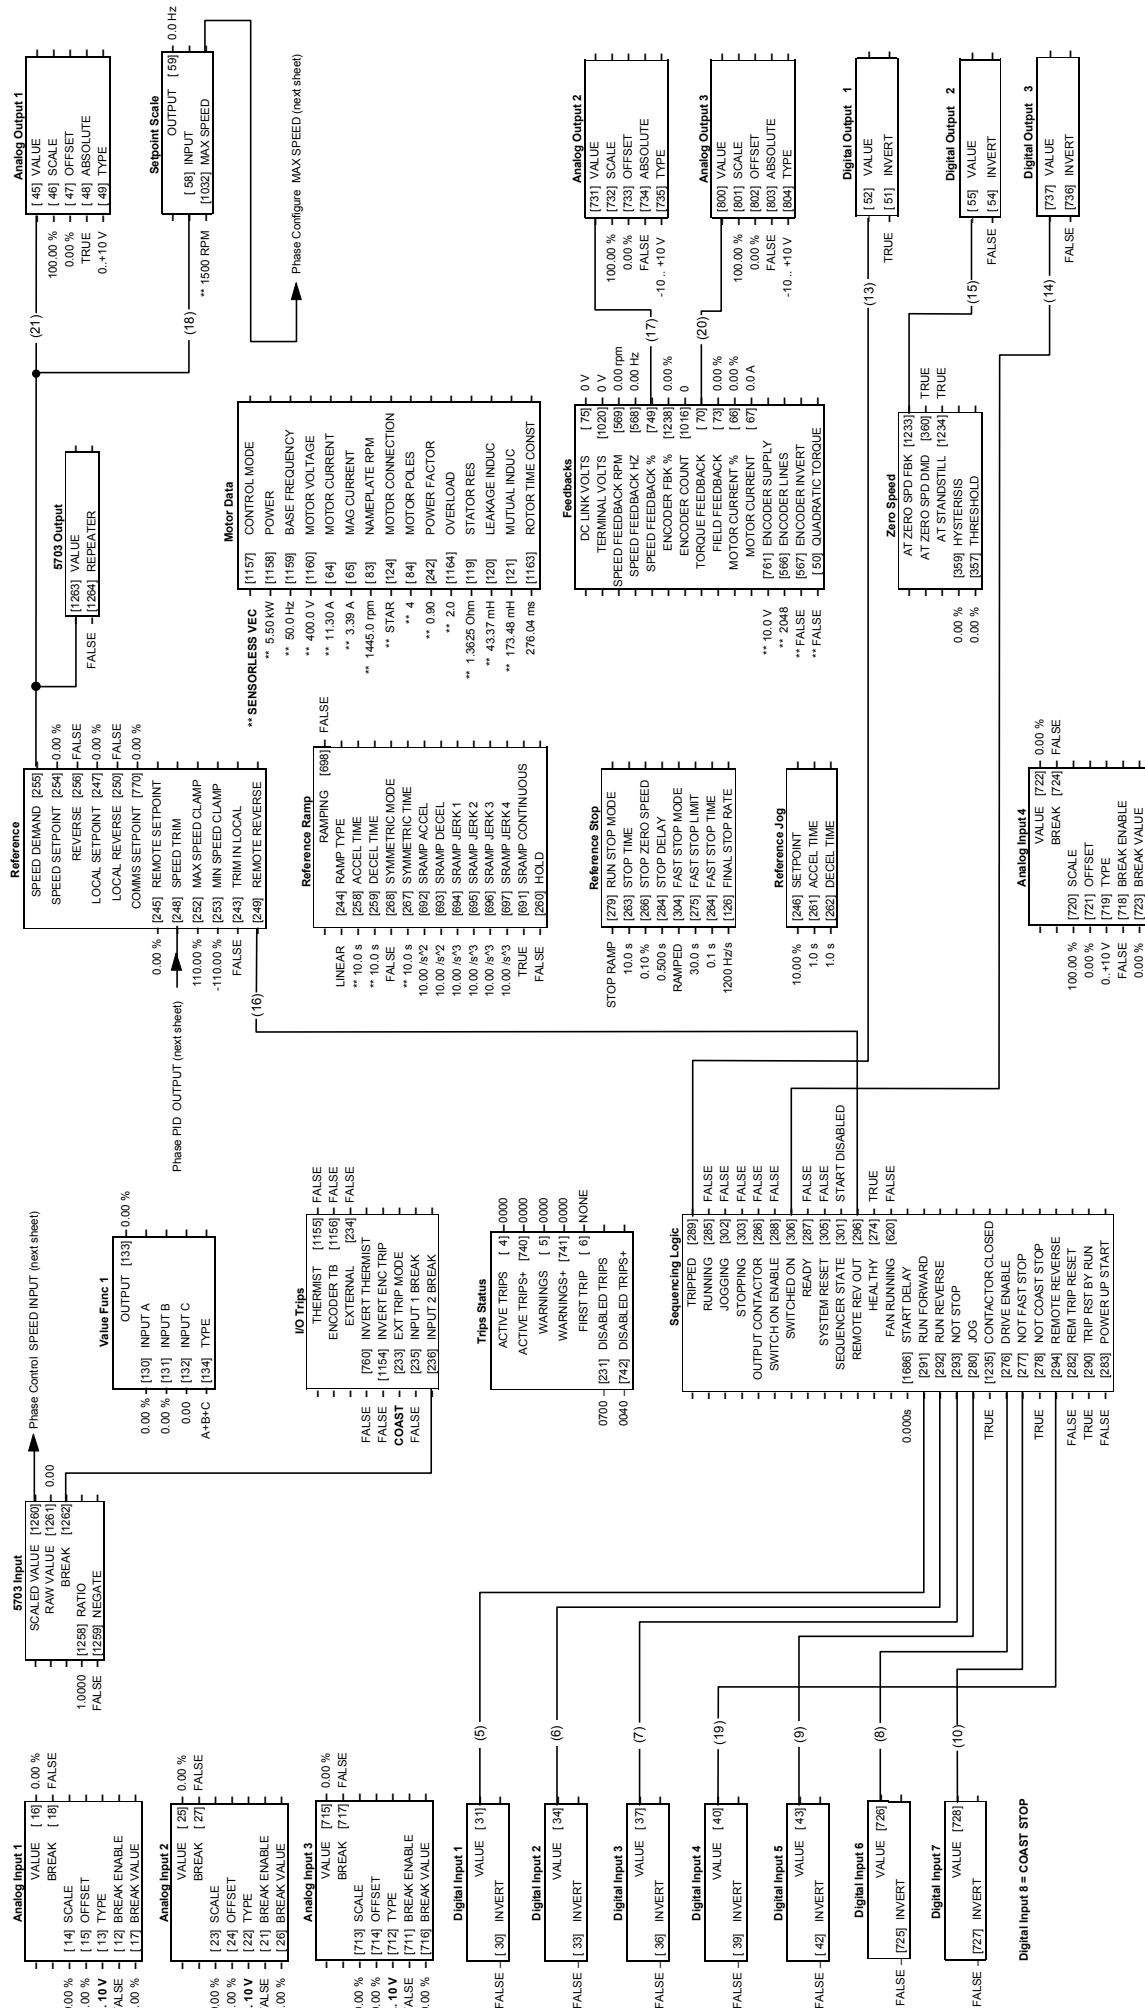 Analog Input 1
VALUE [ 16] 0.00 %
BREAK [ 18] FALSE
[ 14] SCALE
0.00 % [ 15] OFFSET
[ 13] TYPE
[ 12] BREAK ENABLE
[ 17] BREAK VALUE
Analog Input 2
VALUE [ 25] 0.00 %
BREAK [ 27] FALSE
[ 23] SCALE
[ 24] OFFSET
[ 22] TYPE
[ 21] BREAK ENABLE
[ 26] BREAK VALUE
Analog Input 3
VALUE [715] 0.00 %
BREAK [717] FALSE
[713] SCALE
[714] OFFSET
[712] TYPE
[711] BREAK ENABLE
[716] BREAK VALUE
Digital Input 1
VALUE [ 31] (5)
FALSE [ 30] INVERT
Digital Input 2
VALUE [ 34] (6)
FALSE [ 33] INVERT
Digital Input 3
VALUE [ 37] (7)
FALSE [ 36] INVERT
Digital Input 4
VALUE [ 40] (19)
FALSE [ 39] INVERT
Digital Input 5
VALUE [ 43] (9)
FALSE [ 42] INVERT
Digital Input 6
VALUE [726] (8)
FALSE [725] INVERT
Digital Input 7
VALUE [728] (10)
FALSE [727] INVERT
Digital Input 8 = COAST STOP
5703 Input
SCALED VALUE [1260]
RAW VALUE [1261] 0.00
BREAK [1262]
1.0000 [1258] RATIO
FALSE [1259] NEGATE
Phase Control SPEED INPUT (next sheet)
Value Func 1
OUTPUT [133] 0.00 %
0.00 % [130] INPUT A
0.00 % [131] INPUT B
0.00 [132] INPUT C
A+B+C [134] TYPE
I/O Trips
THERMIST [1155] FALSE
ENCODER TB [1156] FALSE
EXTERNAL [234] FALSE
FALSE [760] INVERT THERMIST
FALSE [1154] INVERT ENC TRIP
COAST [233] EXT TRIP MODE
FALSE [235] INPUT 1 BREAK
[236] INPUT 2 BREAK
Trips Status
ACTIVE TRIPS [ 4] 0000
ACTIVE TRIPS+ [740] 0000
WARNINGS [ 5] 0000
WARNINGS+ [741] 0000
FIRST TRIP [ 6] NONE
0700 [231] DISABLED TRIPS
0040 [742] DISABLED TRIPS+
Sequencing Logic
TRIPPED [289]
RUNNING [285] FALSE
JOGGING [302] FALSE
STOPPING [303] FALSE
OUTPUT CONTACTOR [286] FALSE
SWITCH ON ENABLE [288] FALSE
SWITCHED ON [306]
READY [287] FALSE
SYSTEM RESET [305] FALSE
SEQUENCER STATE [301] START DISABLED
REMOTE REV OUT [296]
HEALTHY [274] TRUE
FAN RUNNING [620] FALSE
0.000s [1686] START DELAY
[291] RUN FORWARD
[292] RUN REVERSE
[293] NOT STOP
[280] JOG
TRUE [1235] CONTACTOR CLOSED
[276] DRIVE ENABLE
[277] NOT FAST STOP
TRUE [278] NOT COAST STOP
[294] REMOTE REVERSE
FALSE [282] REM TRIP RESET
TRUE [290] TRIP RST BY RUN
FALSE [283] POWER UP START
Reference
SPEED DEMAND [255]
SPEED SETPOINT [254] 0.00 %
REVERSE [256] FALSE
LOCAL SETPOINT [247] 0.00 %
LOCAL REVERSE [250] FALSE
COMMS SETPOINT [770] 0.00 %
0.00 % [245] REMOTE SETPOINT
Phase PID OUTPUT (next sheet) [248] SPEED TRIM
110.00 % [252] MAX SPEED CLAMP
-110.00 % [253] MIN SPEED CLAMP
FALSE [243] TRIM IN LOCAL
(16) [249] REMOTE REVERSE
Reference Ramp
RAMPING [698] FALSE
LINEAR [244] RAMP TYPE
** 10.0 s [258] ACCEL TIME
** 10.0 s [259] DECEL TIME
FALSE [268] SYMMETRIC MODE
** 10.0 s [267] SYMMETRIC TIME
10.00 /s^2 [692] SRAMP ACCEL
10.00 /s^2 [693] SRAMP DECEL
10.00 /s^3 [694] SRAMP JERK 1
10.00 /s^3 [695] SRAMP JERK 2
10.00 /s^3 [696] SRAMP JERK 3
10.00 /s^3 [697] SRAMP JERK 4
TRUE [691] SRAMP CONTINUOUS
FALSE [260] HOLD
Reference Stop
STOP RAMP [279] RUN STOP MODE
10.0 s [263] STOP TIME
0.10 % [266] STOP ZERO SPEED
0.500 s [284] STOP DELAY
RAMPED [304] FAST STOP MODE
30.0 s [275] FAST STOP LIMIT
0.1 s [264] FAST STOP TIME
1200 Hz/s [126] FINAL STOP RATE
Reference Jog
10.00 % [246] SETPOINT
1.0 s [261] ACCEL TIME
1.0 s [262] DECEL TIME
Analog Input 4
VALUE [722] 0.00 %
BREAK [724] FALSE
100.00 % [720] SCALE
0.00 % [721] OFFSET
0..+10 V [719] TYPE
FALSE [718] BREAK ENABLE
0.00 % [723] BREAK VALUE
5703 Output
[1263] VALUE
FALSE [1264] REPEATER
Motor Data
** SENSORLESS VEC [1157] CONTROL MODE
** 5.50 kW [1158] POWER
** 50.0 Hz [1159] BASE FREQUENCY
** 400.0 V [1160] MOTOR VOLTAGE
** 11.30 A [ 64] MOTOR CURRENT
** 3.39 A [ 65] MAG CURRENT
** 1445.0 rpm [ 83] NAMEPLATE RPM
** STAR [124] MOTOR CONNECTION
** 4 [ 84] MOTOR POLES
** 0.90 [242] POWER FACTOR
** 2.0 [1164] OVERLOAD
** 1.3625 Ohm [119] STATOR RES
** 43.37 mH [120] LEAKAGE INDUC
** 173.48 mH [121] MUTUAL INDUC
276.04 ms [1163] ROTOR TIME CONST
Feedbacks
DC LINK VOLTS [ 75] 0 V
TERMINAL VOLTS [1020] 0 V
SPEED FEEDBACK RPM [569] 0.00 rpm
SPEED FEEDBACK HZ [568] 0.00 Hz
SPEED FEEDBACK % [749] (17)
ENCODER FBK % [1238] 0.00 %
ENCODER COUNT [1016] 0
TORQUE FEEDBACK [ 70] (20)
FIELD FEEDBACK [ 73] 0.00 %
MOTOR CURRENT % [ 66] 0.00 %
MOTOR CURRENT [ 67] 0.0 A
** 10.0 V [761] ENCODER SUPPLY
** 2048 [566] ENCODER LINES
** FALSE [567] ENCODER INVERT
** FALSE [ 50] QUADRATIC TORQUE
Zero Speed
AT ZERO SPD FBK [1233]
AT ZERO SPD DMD [360] TRUE
AT STANDSTILL [1234] TRUE
0.00 % [359] HYSTERISIS
0.00 % [357] THRESHOLD
Analog Output 1
(21) [ 45] VALUE
100.00 % [ 46] SCALE
0.00 % [ 47] OFFSET
TRUE [ 48] ABSOLUTE
0..+10 V [ 49] TYPE
Setpoint Scale
OUTPUT [ 59] 0.0 Hz
(18) [ 58] INPUT
** 1500 RPM [1032] MAX SPEED
Phase Configure MAX SPEED (next sheet)
Analog Output 2
[731] VALUE
100.00 % [732] SCALE
0.00 % [733] OFFSET
FALSE [734] ABSOLUTE
-10 .. +10 V [735] TYPE
Analog Output 3
[800] VALUE
100.00 % [801] SCALE
0.00 % [802] OFFSET
FALSE [803] ABSOLUTE
-10 .. +10 V [804] TYPE
Digital Output 1
(13) [ 52] VALUE
TRUE [ 51] INVERT
Digital Output 2
(15) [ 55] VALUE
FALSE [ 54] INVERT
Digital Output 3
(14) [737] VALUE
FALSE [736] INVERT